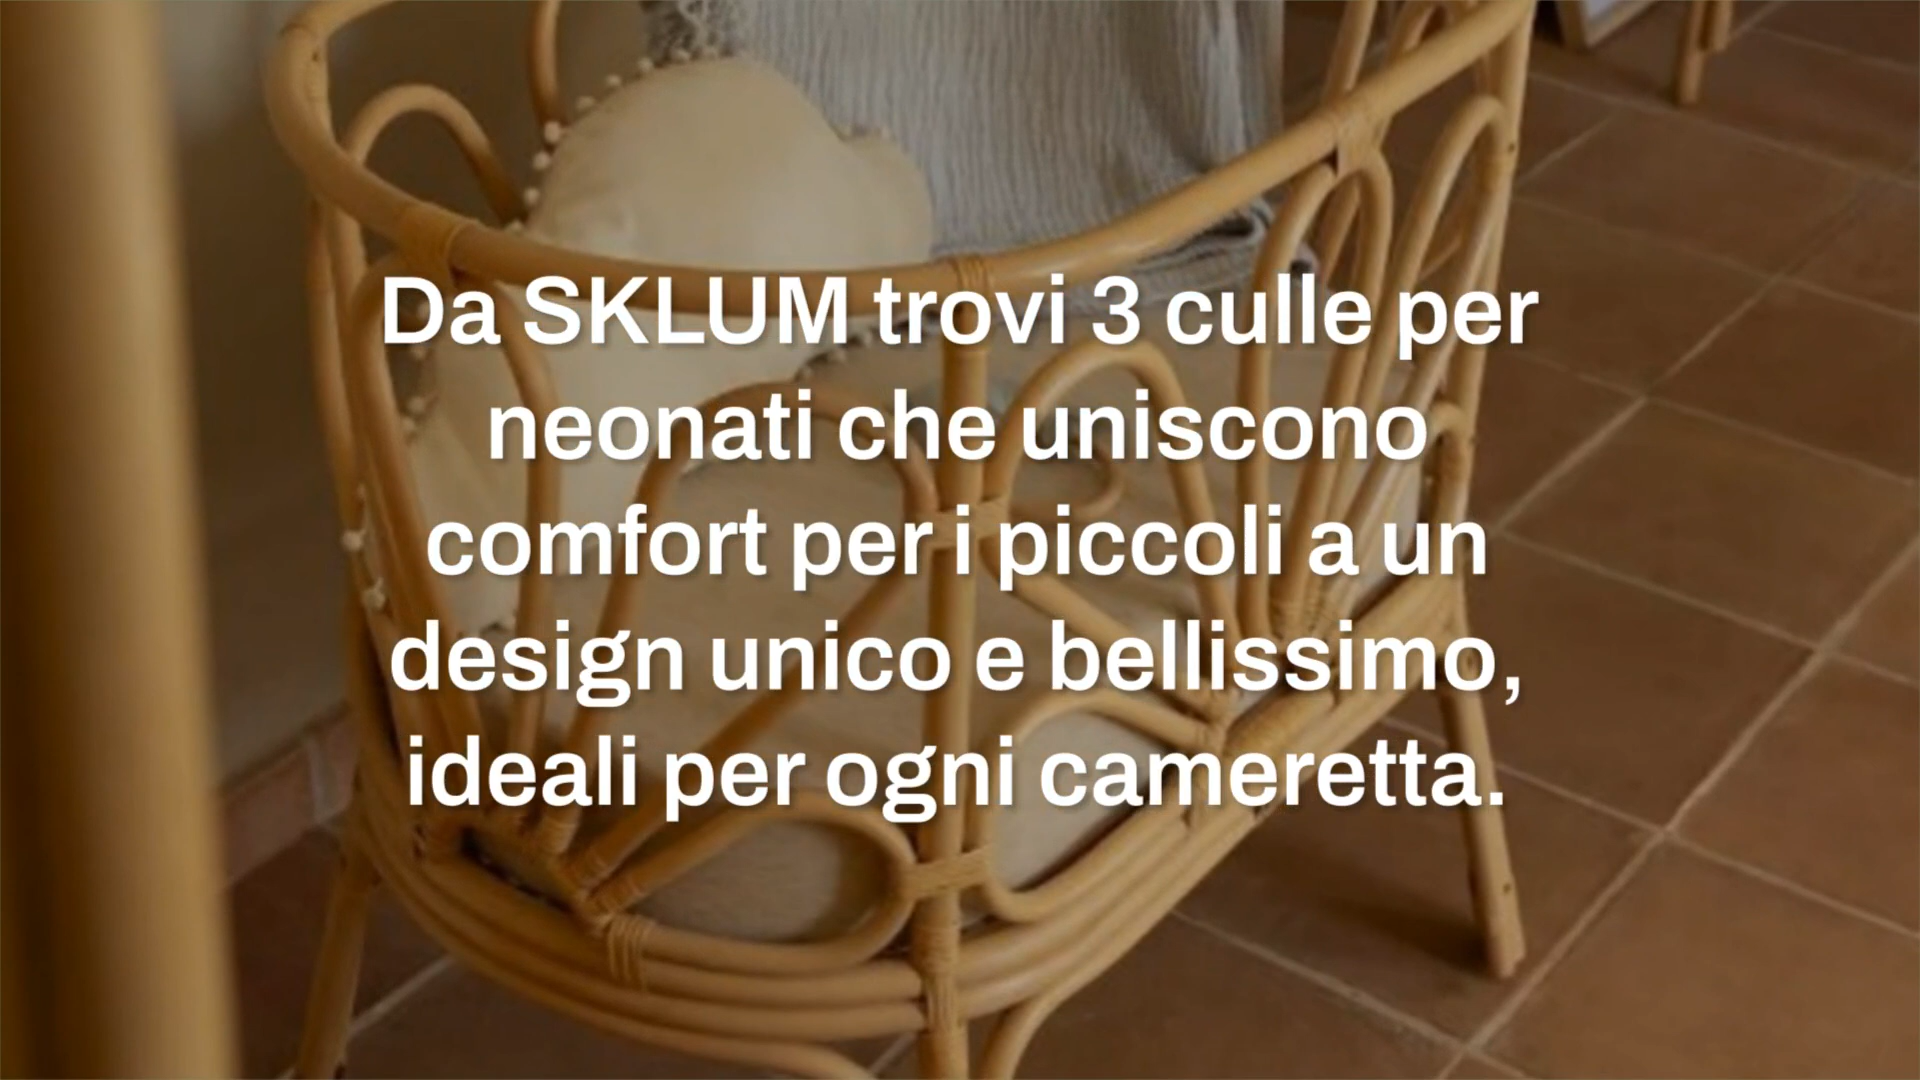 Da SKLUM trovi 3 culle per
neonati che uniscono
comfort per i piccoli a un
design unico e bellissimo,
ideali per ogni cameretta.